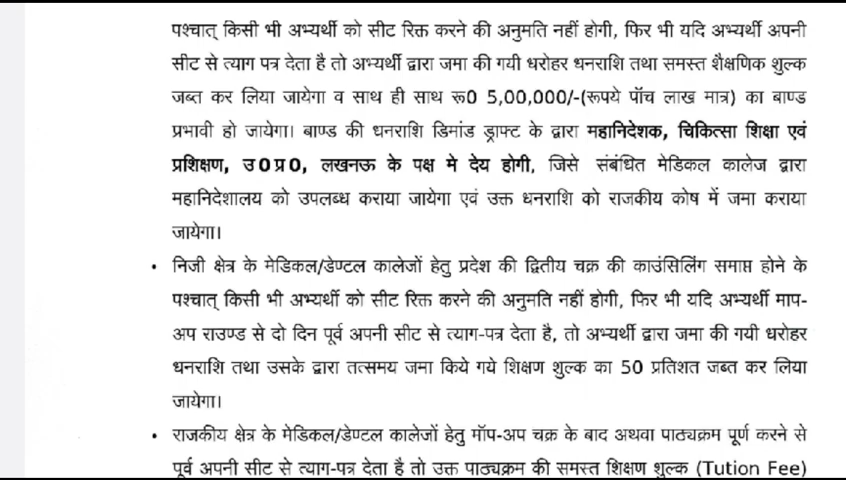 पश्चात् किसी भी अभ्यर्थी को सीट रिक्त करने की अनुमति नहीं होगी, फिर भी यदि अभ्यर्थी अपनी
सीट से त्याग पत्र देता है तो अभ्यर्थी द्वारा जमा की गयी धरोहर धनराशि तथा समस्त शैक्षणिक शुल्क
जब्त कर लिया जायेगा व साथ ही साथ रू0 5,00,000/-(रूपये पॉच लाख मात्र) का बाण्ड
प्रभावी हो जायेगा। बाण्ड की धनराशि डिमांड ड्राफ्ट के द्वारा महानिदेशक, चिकित्सा शिक्षा एवं
प्रशिक्षण, उ0प्र0, लखनऊ के पक्ष मे देय होगी, जिसे संबंधित मेडिकल कालेज द्वारा
महानिदेशालय को उपलब्ध कराया जायेगा एवं उक्त धनराशि को राजकीय कोष में जमा कराया
जायेगा।
• निजी क्षेत्र के मेडिकल/डेण्टल कालेजों हेतु प्रदेश की द्वितीय चक्र की काउंसिलिंग समाप्त होने के
पश्चात् किसी भी अभ्यर्थी को सीट रिक्त करने की अनुमति नहीं होगी, फिर भी यदि अभ्यर्थी माप-
अप राउण्ड से दो दिन पूर्व अपनी सीट से त्याग-पत्र देता है, तो अभ्यर्थी द्वारा जमा की गयी धरोहर
धनराशि तथा उसके द्वारा तत्समय जमा किये गये शिक्षण शुल्क का 50 प्रतिशत जब्त कर लिया
जायेगा।
• राजकीय क्षेत्र के मेडिकल/डेण्टल कालेजों हेतु मॉप-अप चक्र के बाद अथवा पाठ्यक्रम पूर्ण करने से
पूर्व अपनी सीट से त्याग-पत्र देता है तो उक्त पाठ्यक्रम की समस्त शिक्षण शुल्क (Tution Fee)